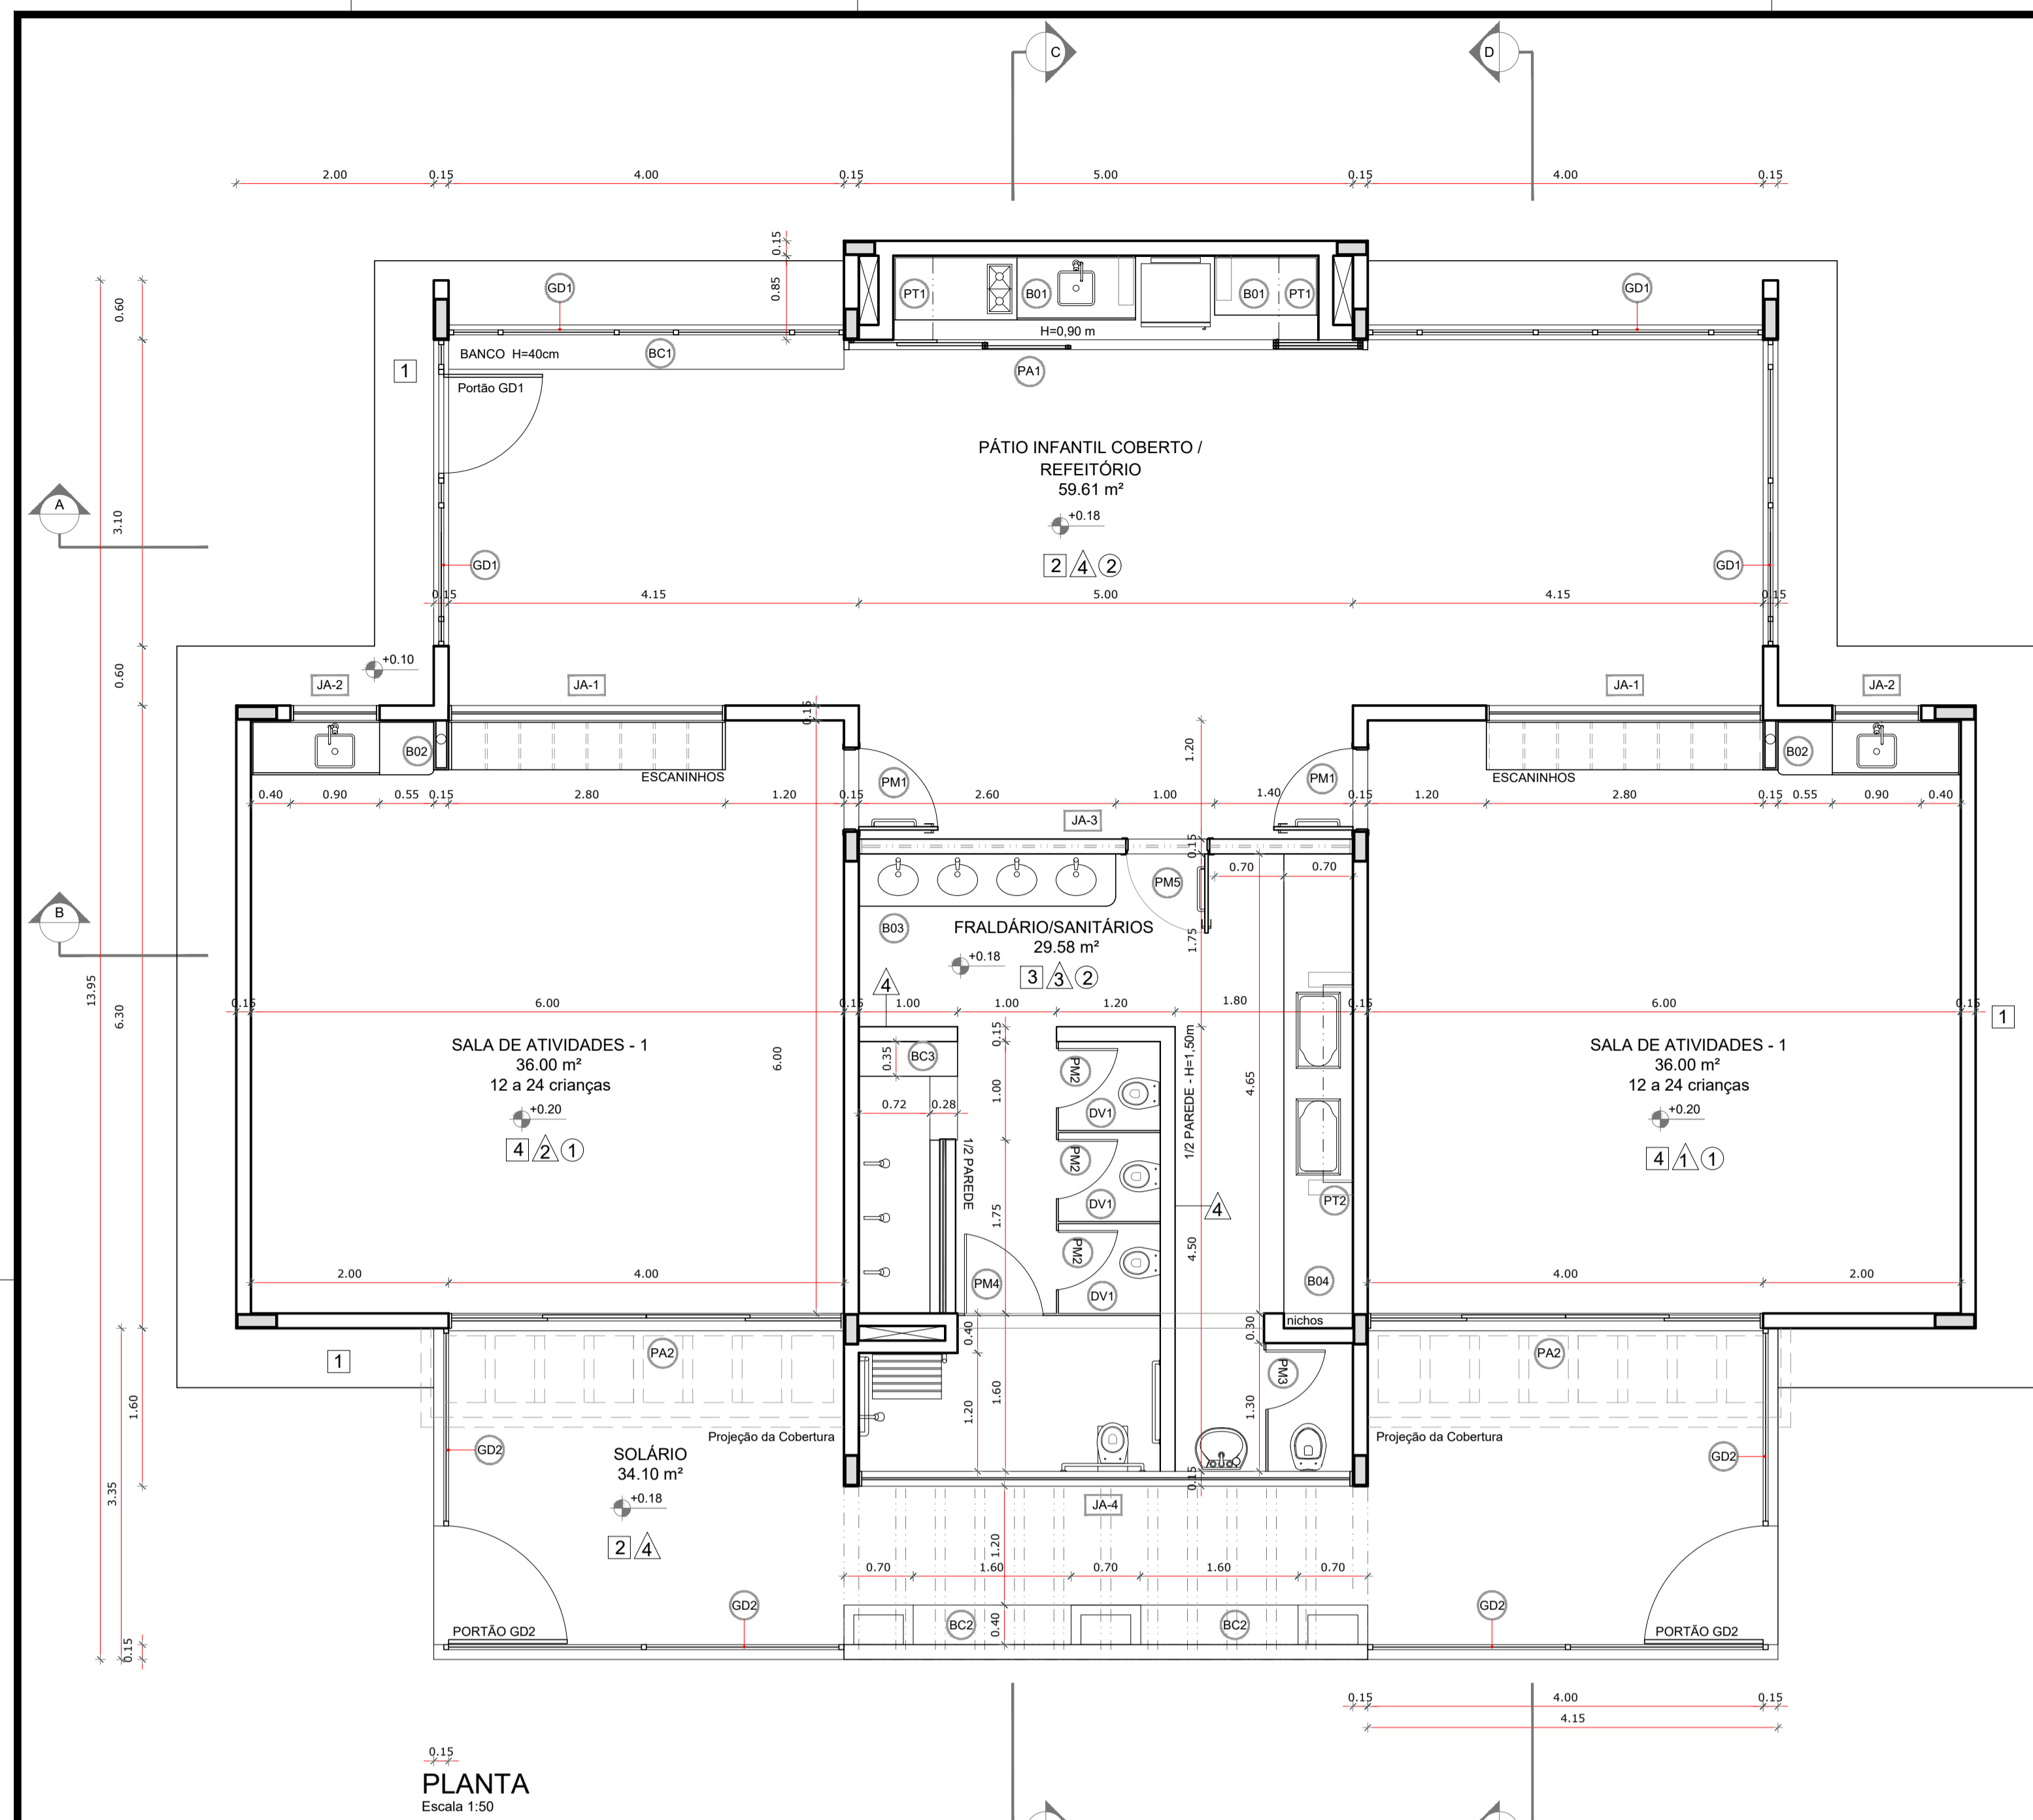 C
D
2.00 0.15 4.00 0.15 5.00 0.15 4.00 0.15
0.15
0.85
0.60
GD1
PT1
B01
B01
PT1
GD1
H=0,90 m
BANCO H=40cm
BC1
1
Portão GD1
PA1
PÁTIO INFANTIL COBERTO /
REFEITÓRIO
59.61 m²
+0.18
2 4 2
A
3.10
GD1
GD1
0.15 4.15 5.00 4.15 0.15
+0.10
0.60
JA-2
JA-1
JA-1
JA-2
0.15
1.20
B02
B02
ESCANINHOS
ESCANINHOS
PM1
PM1
0.40 0.90 0.55 0.15 2.80 1.20 0.15 2.60 1.00 1.40 0.15 1.20 2.80 0.15 0.55 0.90 0.40
JA-3
0.15
0.70 0.70
PM5
B03
FRALDÁRIO/SANITÁRIOS
29.58 m²
+0.18
3 3 2
1.75
B
4
13.95
6.30
0.15 6.00 0.15 1.00 1.00 1.20 1.80 0.15 6.00 0.15
1
SALA DE ATIVIDADES - 1
36.00 m²
12 a 24 crianças
+0.20
4 2 1
6.00
0.15
0.35
BC3
0.72 0.28
1.00
1/2 PAREDE
1.75
PM2
DV1
PM2
DV1
PM2
DV1
1/2 PAREDE - H=1,50m
4
4.65
4.50
PT2
B04
SALA DE ATIVIDADES - 1
36.00 m²
12 a 24 crianças
+0.20
4 1 1
2.00 4.00
PM4
4.00 2.00
nichos
0.40
0.30
1
PA2
PM3
PA2
1.60
1.20
1.60
1.30
Projeção da Cobertura
Projeção da Cobertura
GD2
SOLÁRIO
34.10 m²
+0.18
2 4
GD2
3.35
0.15
JA-4
1.20
0.70 1.60 0.70 1.60 0.70
GD2
GD2
BC2
BC2
0.40
PORTÃO GD2
PORTÃO GD2
0.15
0.15 4.00 0.15
4.15
0.15
PLANTA
Escala 1:50